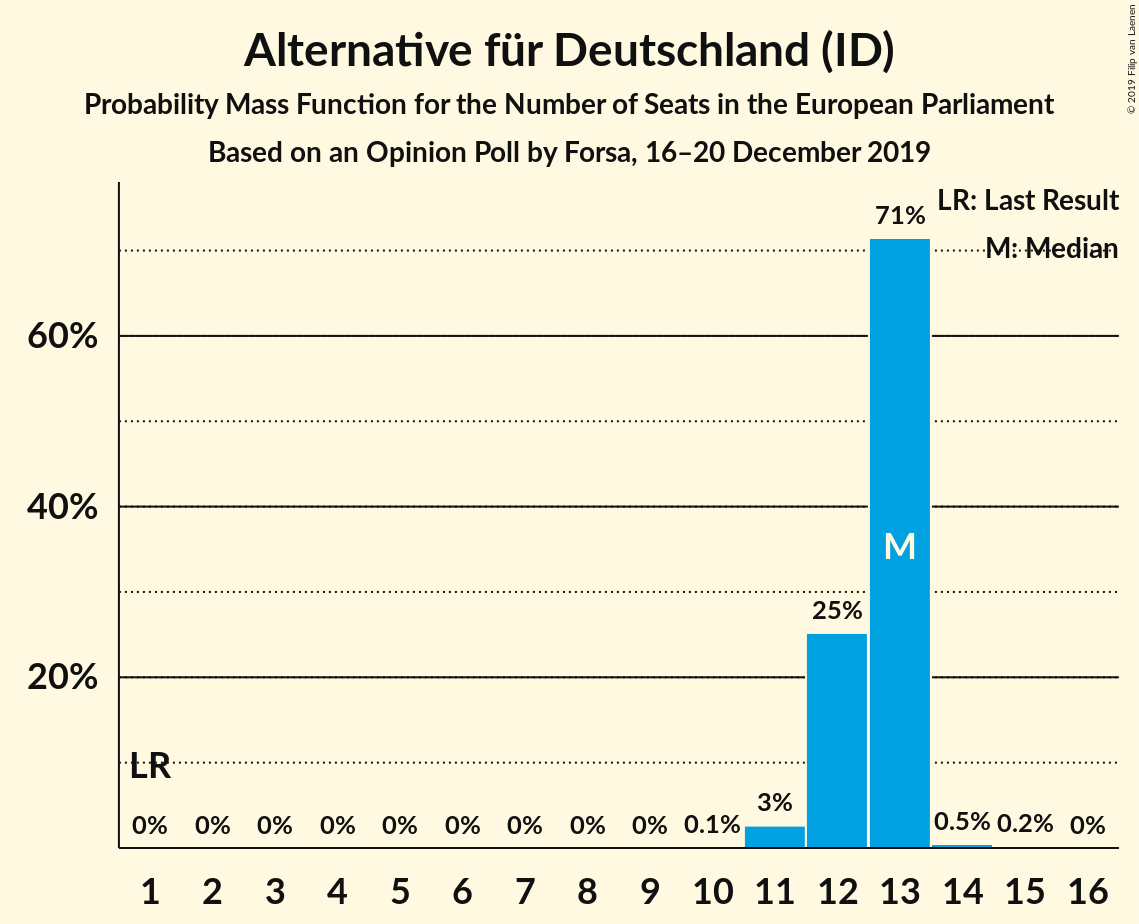 Alternative für Deutschland (ID)
Probability Mass Function for the Number of Seats in the European Parliament
Based on an Opinion Poll by Forsa, 16–20 December 2019
© 2019 Filip van Laenen
LR: Last Result
M: Median
71%
60%
40%
M
25%
20%
LR
3%
0% 0% 0% 0% 0% 0% 0% 0% 0% 0.1% 0.5% 0.2% 0%
1 2 3 4 5 6 7 8 9 10 11 12 13 14 15 16